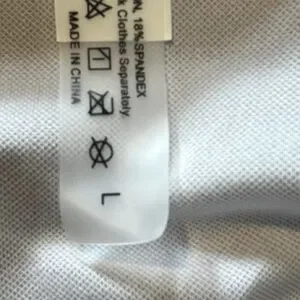 18%SPANDEX
Clothes Separately
MADE IN CHINA
L